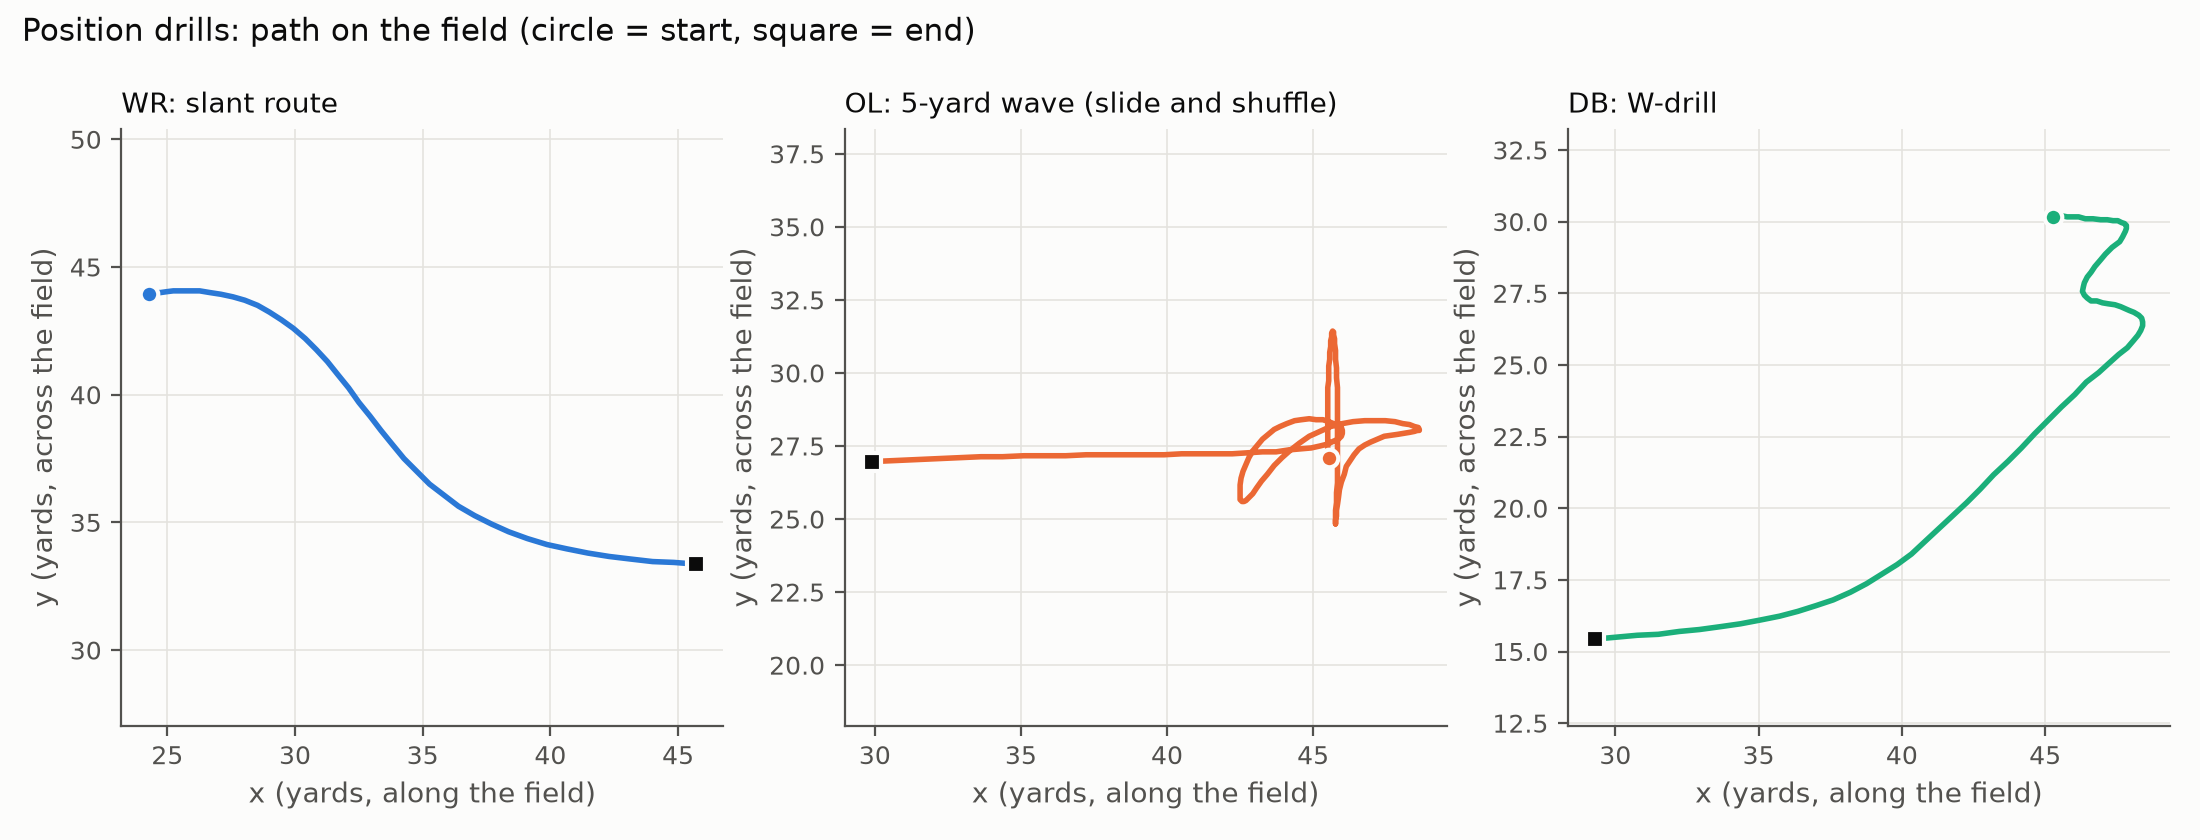 Position drills: path on the field (circle = start, square = end)
WR: slant route
50
45
40
35
30
25 30 35 40 45
y (yards, across the field)
x (yards, along the field)
OL: 5-yard wave (slide and shuffle)
37.5
35.0
32.5
30.0
27.5
25.0
22.5
20.0
30 35 40 45
y (yards, across the field)
x (yards, along the field)
DB: W-drill
32.5
30.0
27.5
25.0
22.5
20.0
17.5
15.0
12.5
30 35 40 45
y (yards, across the field)
x (yards, along the field)